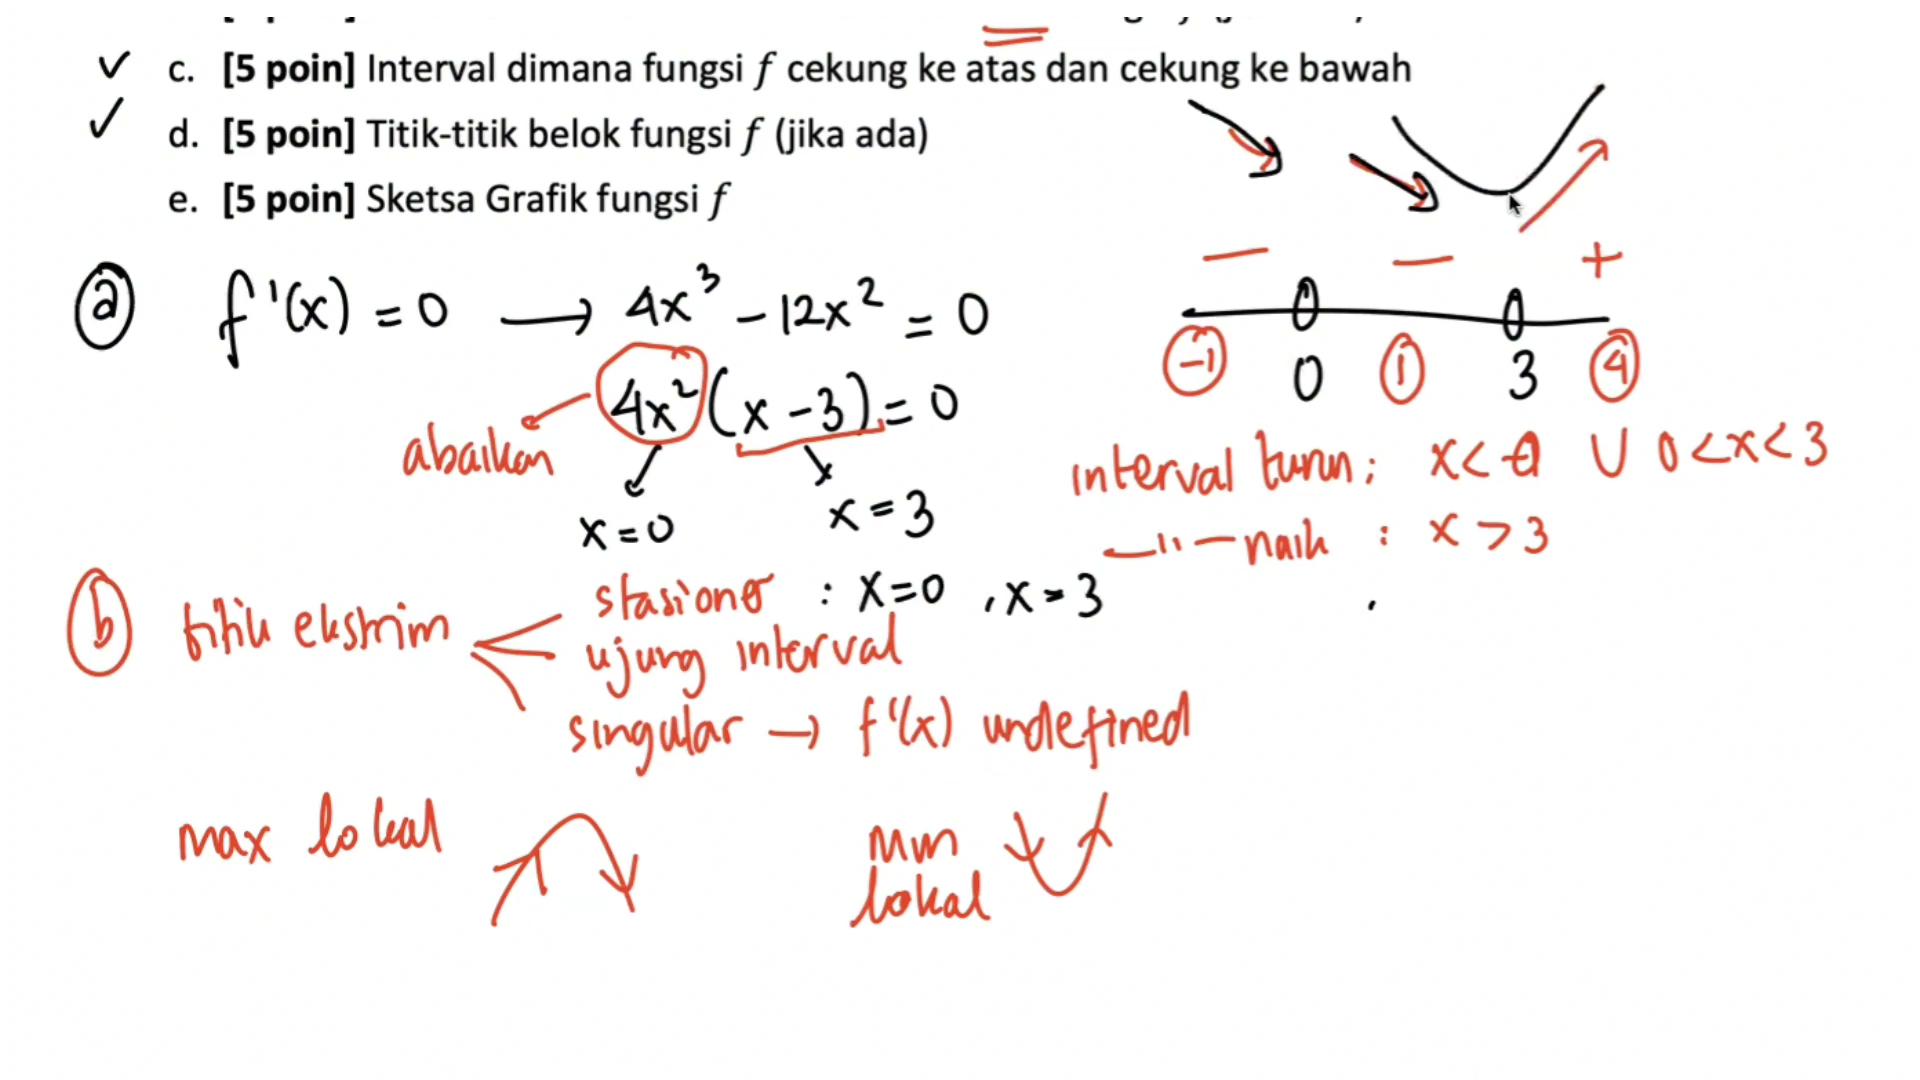 ✓ c. [5 poin] Interval dimana fungsi f cekung ke atas dan cekung ke bawah
✓ d. [5 poin] Titik-titik belok fungsi f (jika ada)
e. [5 poin] Sketsa Grafik fungsi f
ⓐ f'(x) = 0 → 4x³ - 12x² = 0
4x² (x - 3) = 0
abaikan
x = 0 x = 3
- - +
0 0
-1 0 1 3 4
interval turun; x < 0 ∪ 0 < x < 3
—"— naik : x > 3
ⓑ titik ekstrim
stasioner : x = 0 , x = 3
ujung interval
singular → f'(x) undefined
max lokal
min
lokal